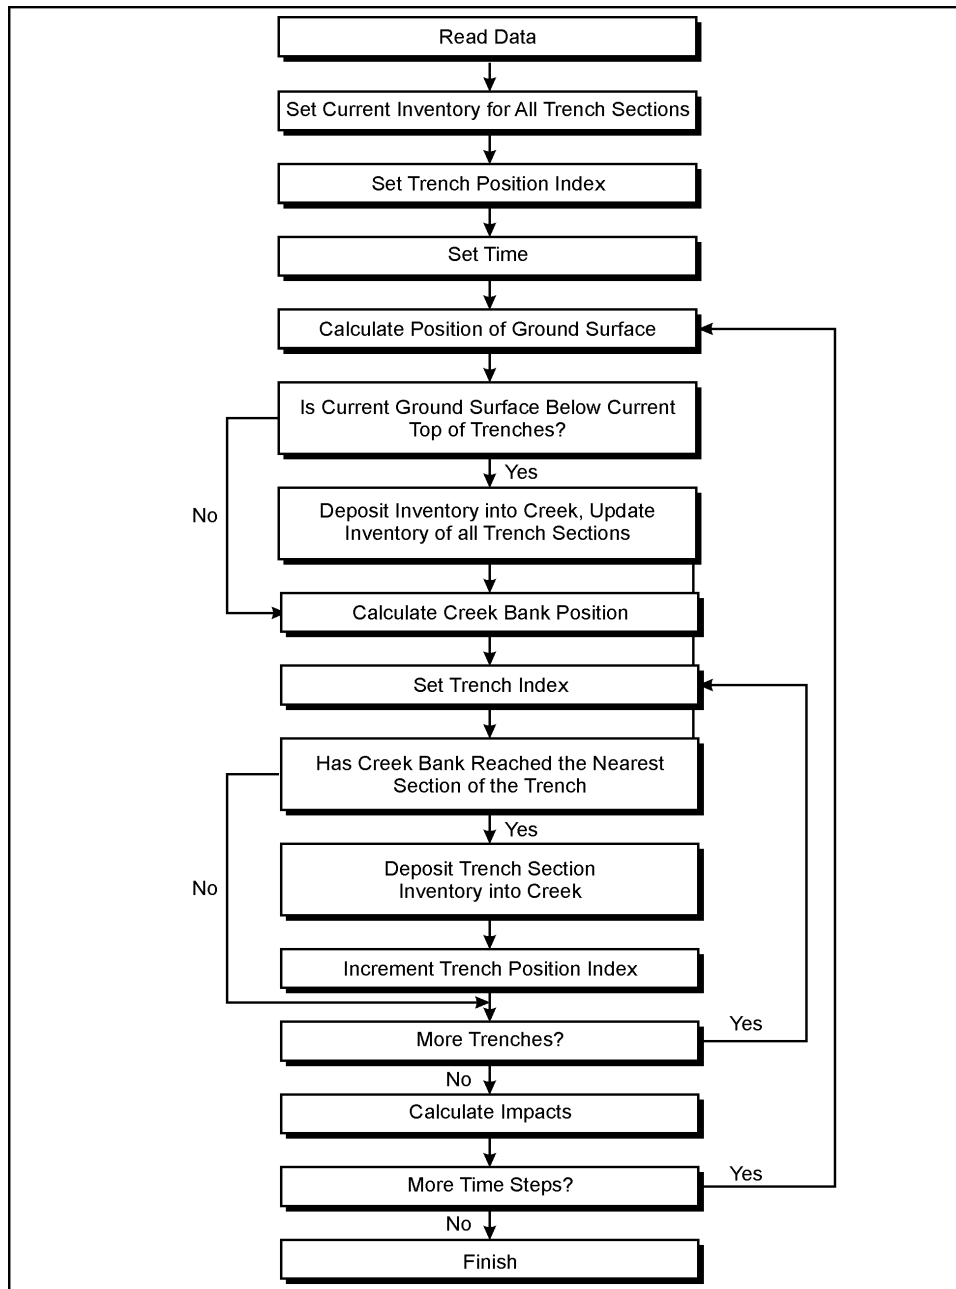 Read Data
Set Current Inventory for All Trench Sections
Set Trench Position Index
Set Time
Calculate Position of Ground Surface
Is Current Ground Surface Below Current
Top of Trenches?
Yes
No
Deposit Inventory into Creek, Update
Inventory of all Trench Sections
Calculate Creek Bank Position
Set Trench Index
Has Creek Bank Reached the Nearest
Section of the Trench
Yes
No
Deposit Trench Section
Inventory into Creek
Increment Trench Position Index
More Trenches?
Yes
No
Calculate Impacts
More Time Steps?
Yes
No
Finish